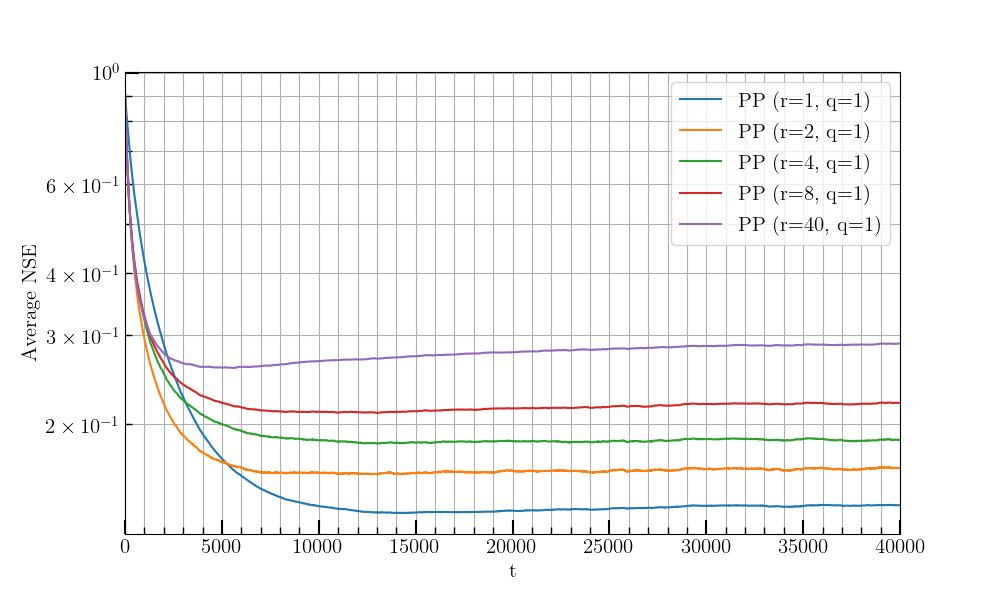 10⁰
6 × 10⁻¹
4 × 10⁻¹
3 × 10⁻¹
2 × 10⁻¹
Average NSE
PP (r=1, q=1)
PP (r=2, q=1)
PP (r=4, q=1)
PP (r=8, q=1)
PP (r=40, q=1)
0 5000 10000 15000 20000 25000 30000 35000 40000
t